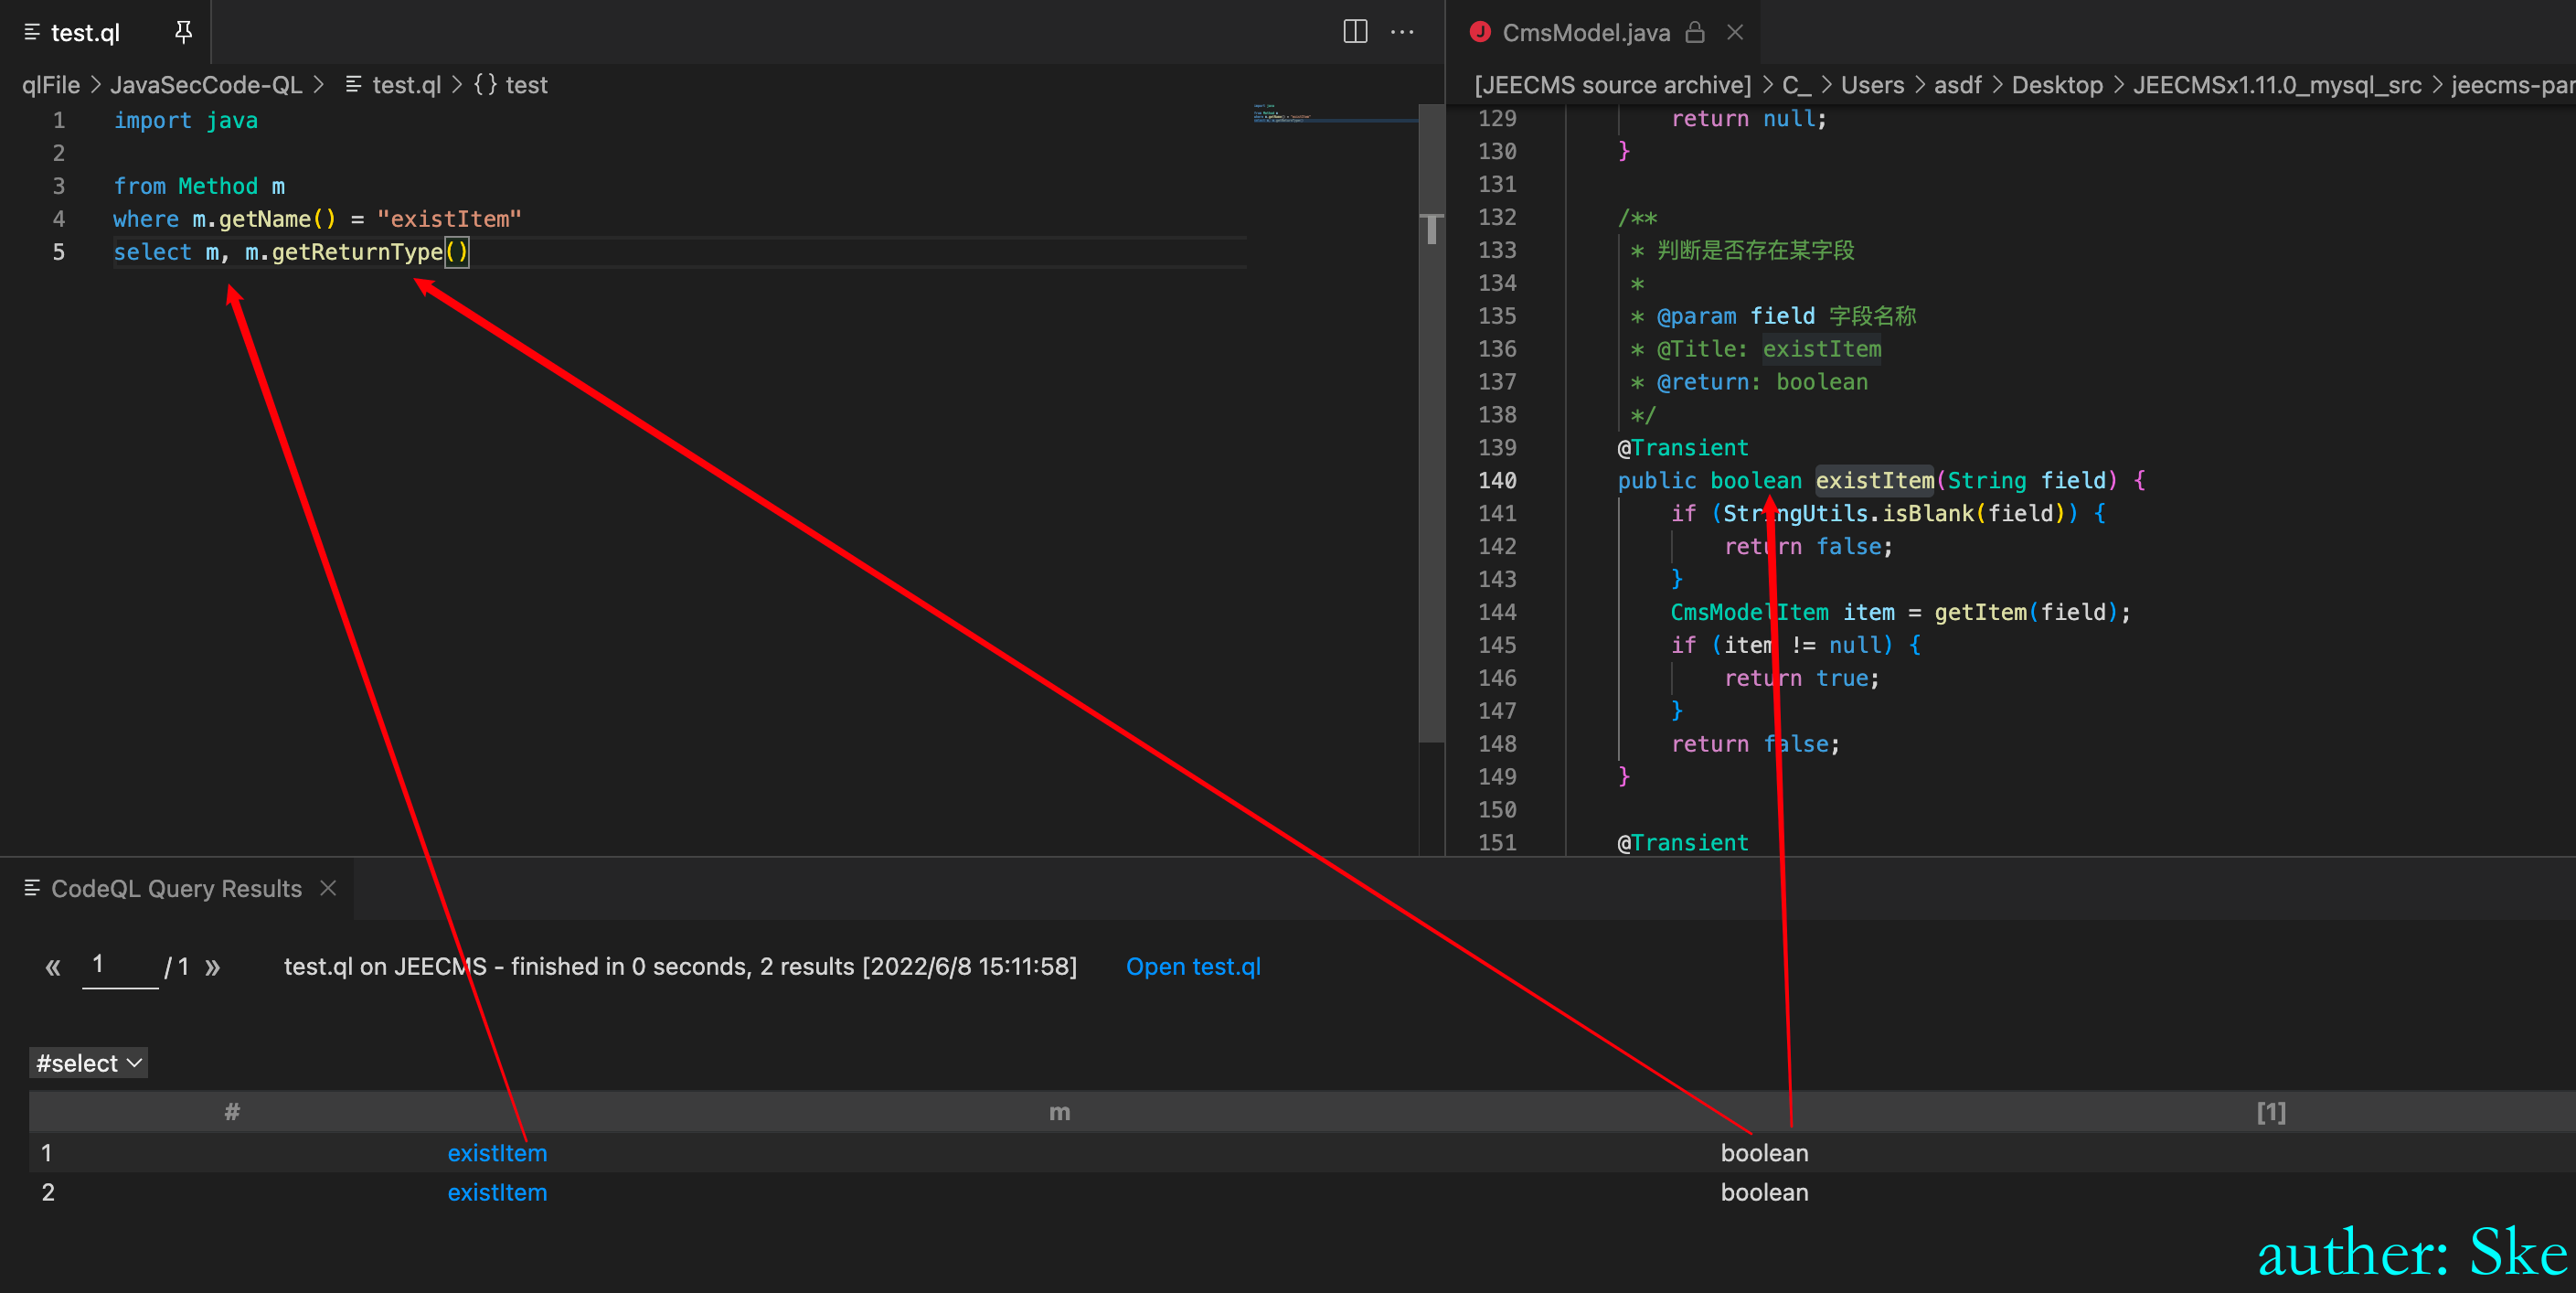 test.ql
qlFile > JavaSecCode-QL > test.ql > {} test
1 import java
2
3 from Method m
4 where m.getName() = "existItem"
5 select m, m.getReturnType()
CmsModel.java
[JEECMS source archive] > C_ > Users > asdf > Desktop > JEECMSx1.11.0_mysql_src > jeecms-par
129 return null;
130 }
131
132 /**
133 * 判断是否存在某字段
134 *
135 * @param field 字段名称
136 * @Title: existItem
137 * @return: boolean
138 */
139 @Transient
140 public boolean existItem(String field) {
141 if (StringUtils.isBlank(field)) {
142 return false;
143 }
144 CmsModelItem item = getItem(field);
145 if (item != null) {
146 return true;
147 }
148 return false;
149 }
150
151 @Transient
CodeQL Query Results
« 1 / 1 » test.ql on JEECMS - finished in 0 seconds, 2 results [2022/6/8 15:11:58] Open test.ql
#select
# m [1]
1 existItem boolean
2 existItem boolean
auther: Ske